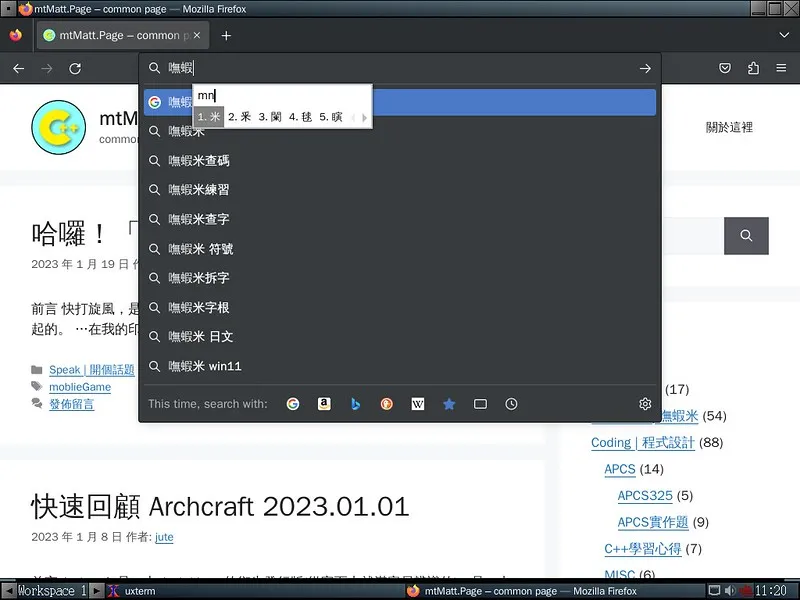 mtMatt.Page – common page — Mozilla Firefox
mtMatt.Page – common p
嘸蝦
mn
1. 米 2. 釆 3. 闌 4. 毬 5. 瞚
嘸蝦
嘸蝦米
嘸蝦米查碼
嘸蝦米練習
嘸蝦米查字
嘸蝦米 符號
嘸蝦米拆字
嘸蝦米字根
嘸蝦米 日文
嘸蝦米 win11
This time, search with:
mtM
common
關於這裡
哈囉！「
2023 年 1 月 19 日
前言 快打旋風，是
起的。 …在我的印
Speak | 開個話題
moblieGame
發佈留言
快速回顧 Archcraft 2023.01.01
2023 年 1 月 8 日 作者: jute
(17)
嘸蝦米 (54)
Coding | 程式設計 (88)
APCS (14)
APCS325 (5)
APCS實作題 (9)
C++學習心得 (7)
MISC (6)
Workspace 1
uxterm
mtMatt.Page – common page — Mozilla Firefox
11:20